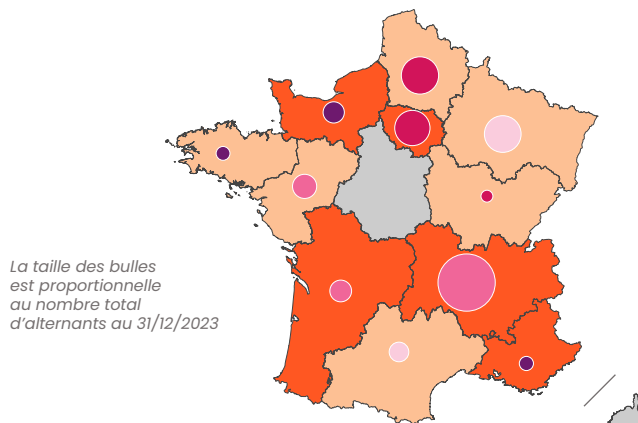 La taille des bulles
est proportionnelle
au nombre total
d’alternants au 31/12/2023